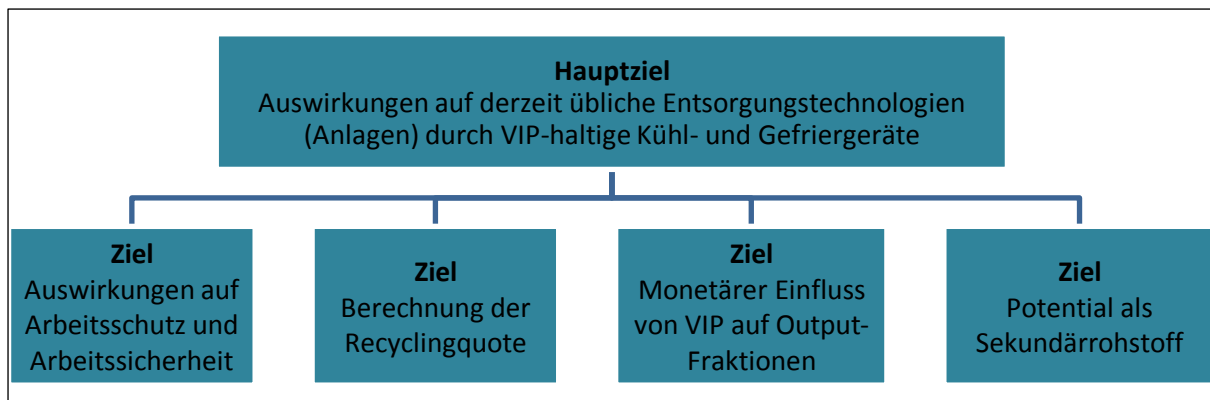 Hauptziel
Auswirkungen auf derzeit übliche Entsorgungstechnologien
(Anlagen) durch VIP-haltige Kühl- und Gefriergeräte
Ziel
Auswirkungen auf
Arbeitsschutz und
Arbeitssicherheit
Ziel
Berechnung der
Recyclingquote
Ziel
Monetärer Einfluss
von VIP auf Output-
Fraktionen
Ziel
Potential als
Sekundärrohstoff